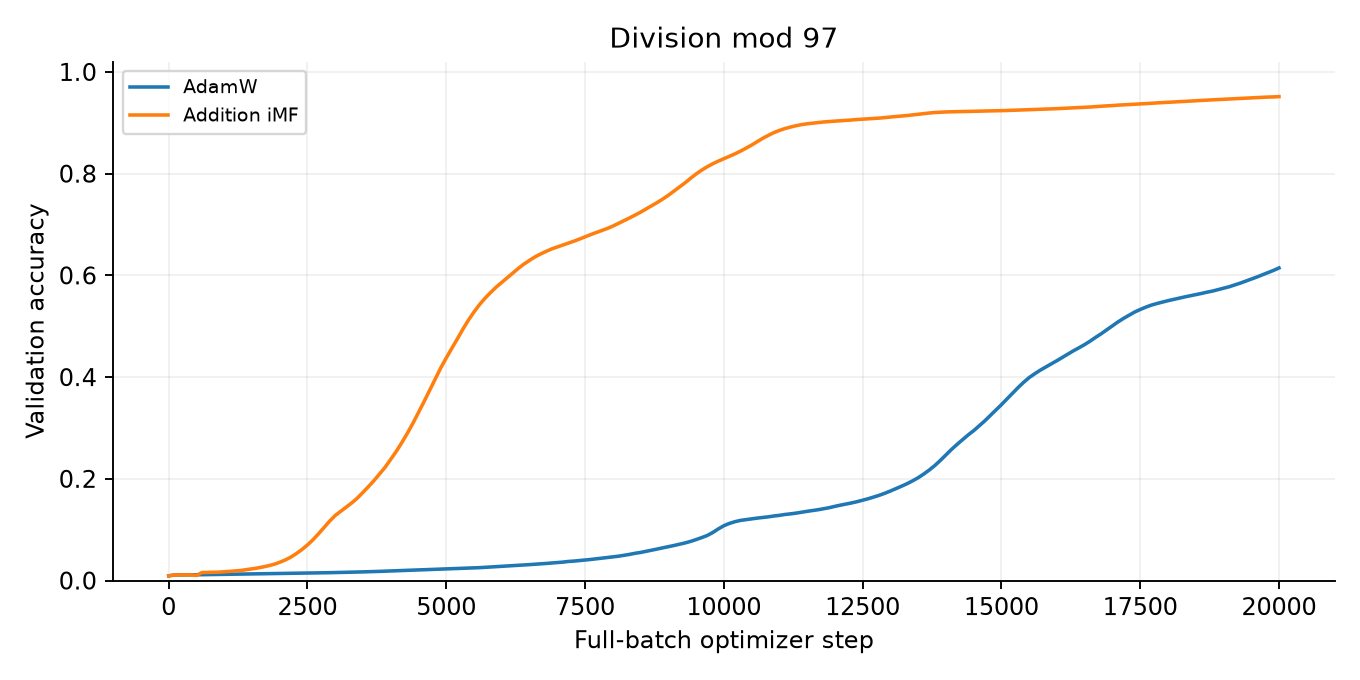 Division mod 97
1.0
0.8
0.6
0.4
0.2
0.0
Validation accuracy
AdamW
Addition iMF
0 2500 5000 7500 10000 12500 15000 17500 20000
Full-batch optimizer step